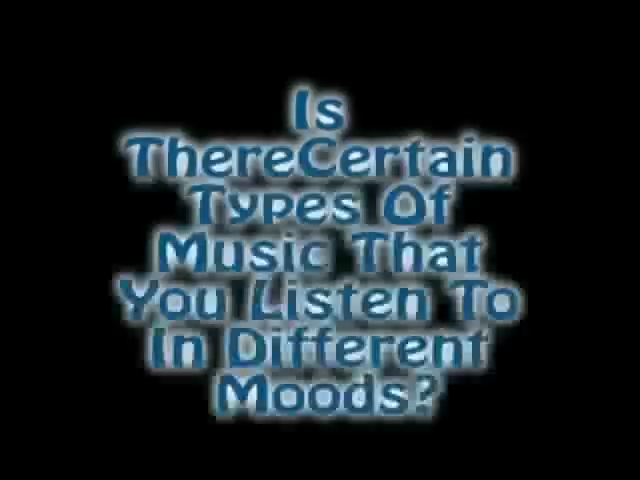 Is
ThereCertain
Types Of
Music That
You Listen To
In Different
Moods?